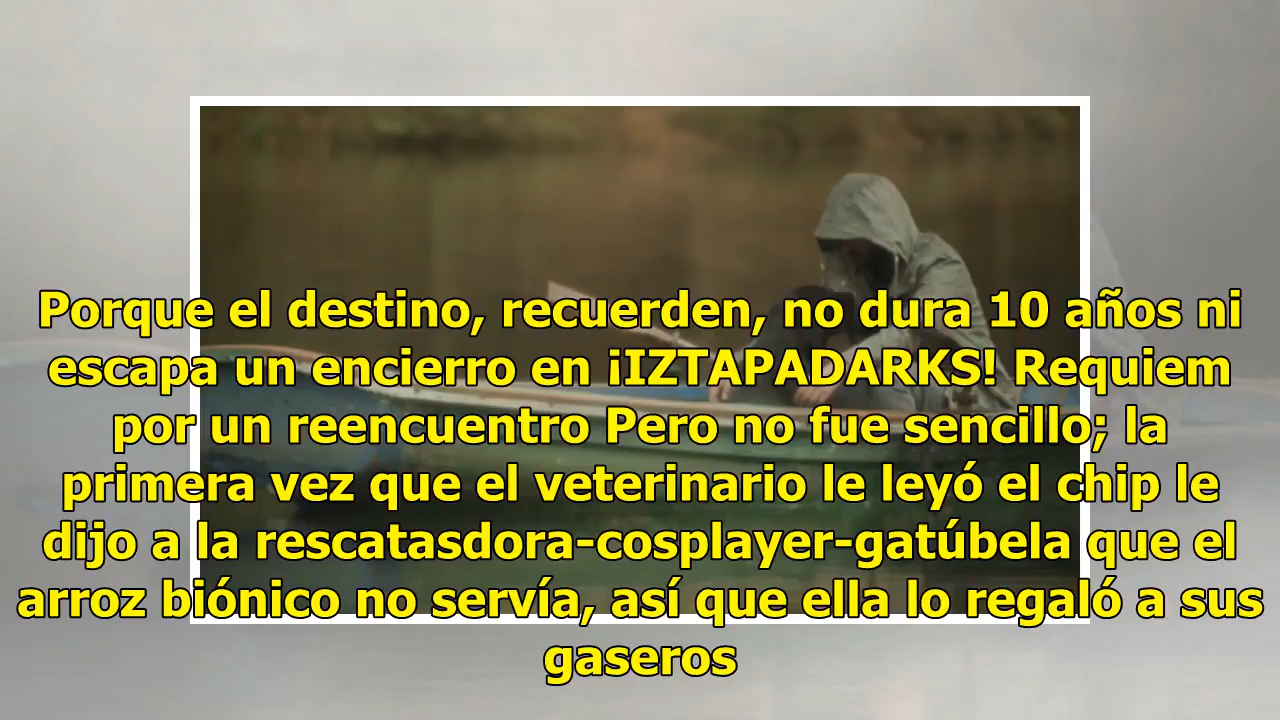 Porque el destino, recuerden, no dura 10 años ni
escapa un encierro en ¡IZTAPADARKS! Requiem
por un reencuentro Pero no fue sencillo; la
primera vez que el veterinario le leyó el chip le
dijo a la rescatasdora-cosplayer-gatúbela que el
arroz biónico no servía, así que ella lo regaló a sus
gaseros